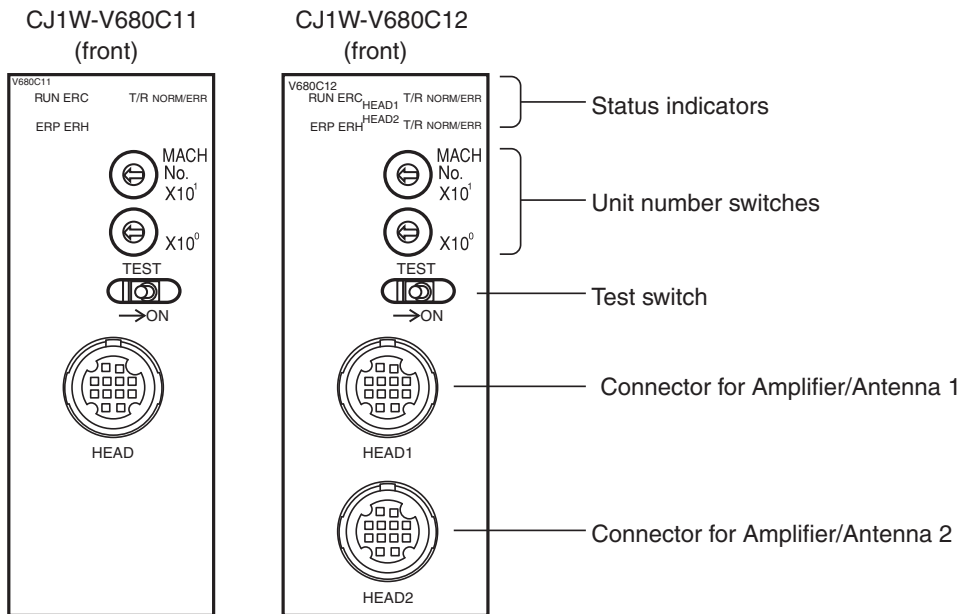 CJ1W-V680C11
(front)
V680C11
RUN ERC T/R NORM/ERR
ERP ERH
MACH
No.
X10¹
X10⁰
TEST
→ON
HEAD
CJ1W-V680C12
(front)
V680C12
RUN ERC HEAD1 T/R NORM/ERR
ERP ERH HEAD2 T/R NORM/ERR
MACH
No.
X10¹
X10⁰
TEST
→ON
HEAD1
HEAD2
Status indicators
Unit number switches
Test switch
Connector for Amplifier/Antenna 1
Connector for Amplifier/Antenna 2